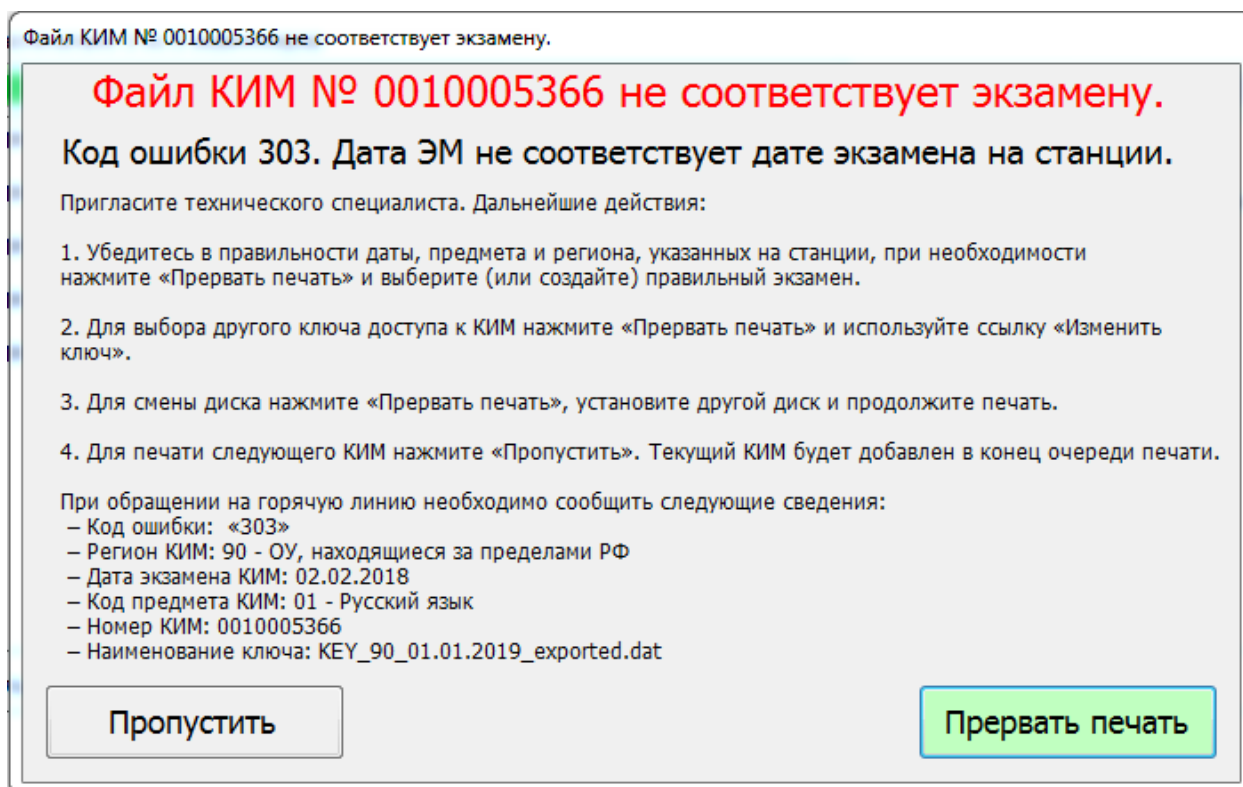 Файл КИМ № 0010005366 не соответствует экзамену.
Файл КИМ № 0010005366 не соответствует экзамену.
Код ошибки 303. Дата ЭМ не соответствует дате экзамена на станции.
Пригласите технического специалиста. Дальнейшие действия:
1. Убедитесь в правильности даты, предмета и региона, указанных на станции, при необходимости
нажмите «Прервать печать» и выберите (или создайте) правильный экзамен.
2. Для выбора другого ключа доступа к КИМ нажмите «Прервать печать» и используйте ссылку «Изменить
ключ».
3. Для смены диска нажмите «Прервать печать», установите другой диск и продолжите печать.
4. Для печати следующего КИМ нажмите «Пропустить». Текущий КИМ будет добавлен в конец очереди печати.
При обращении на горячую линию необходимо сообщить следующие сведения:
– Код ошибки:  «303»
– Регион КИМ: 90 - ОУ, находящиеся за пределами РФ
– Дата экзамена КИМ: 02.02.2018
– Код предмета КИМ: 01 - Русский язык
– Номер КИМ: 0010005366
– Наименование ключа: KEY_90_01.01.2019_exported.dat
Пропустить
Прервать печать